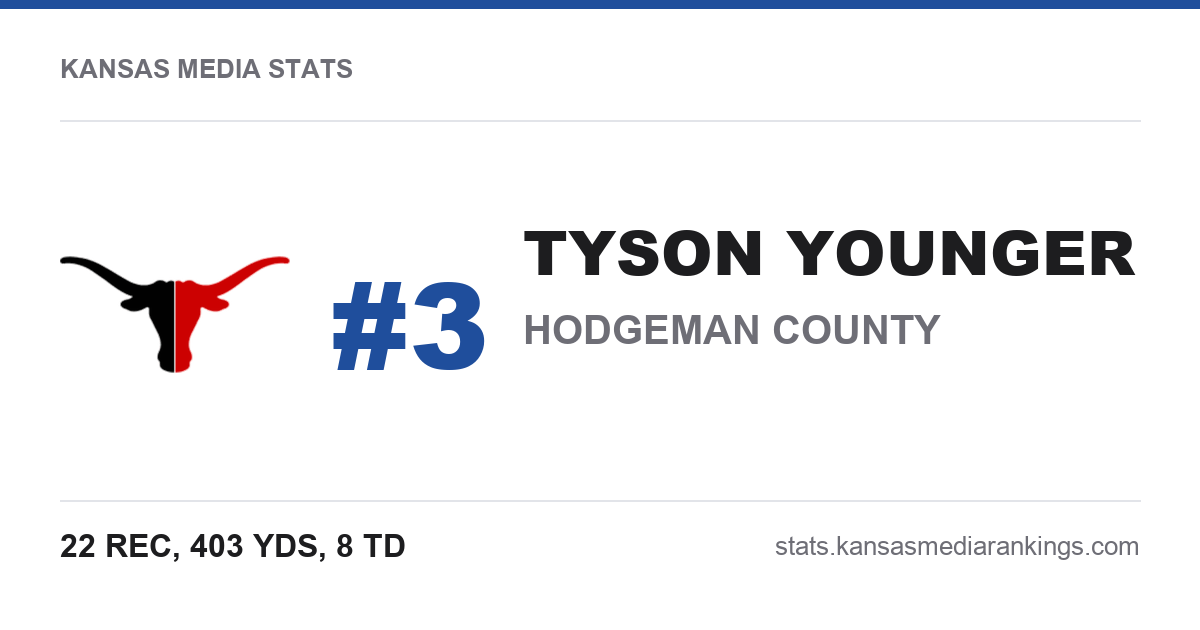 KANSAS MEDIA STATS
#3
TYSON YOUNGER
HODGEMAN COUNTY
22 REC, 403 YDS, 8 TD
stats.kansasmediarankings.com